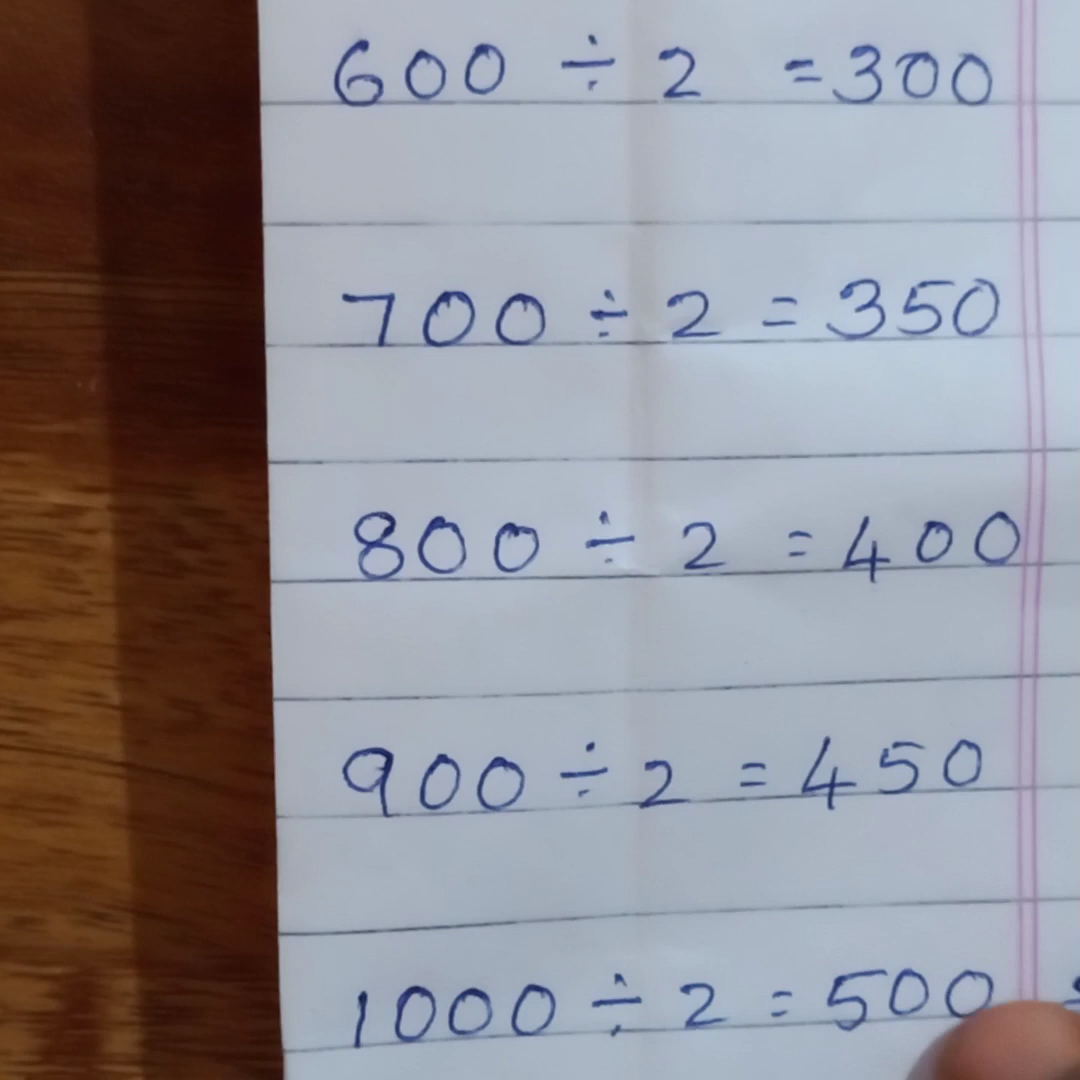 600 ÷ 2 = 300
700 ÷ 2 = 350
800 ÷ 2 = 400
900 ÷ 2 = 450
1000 ÷ 2 = 500